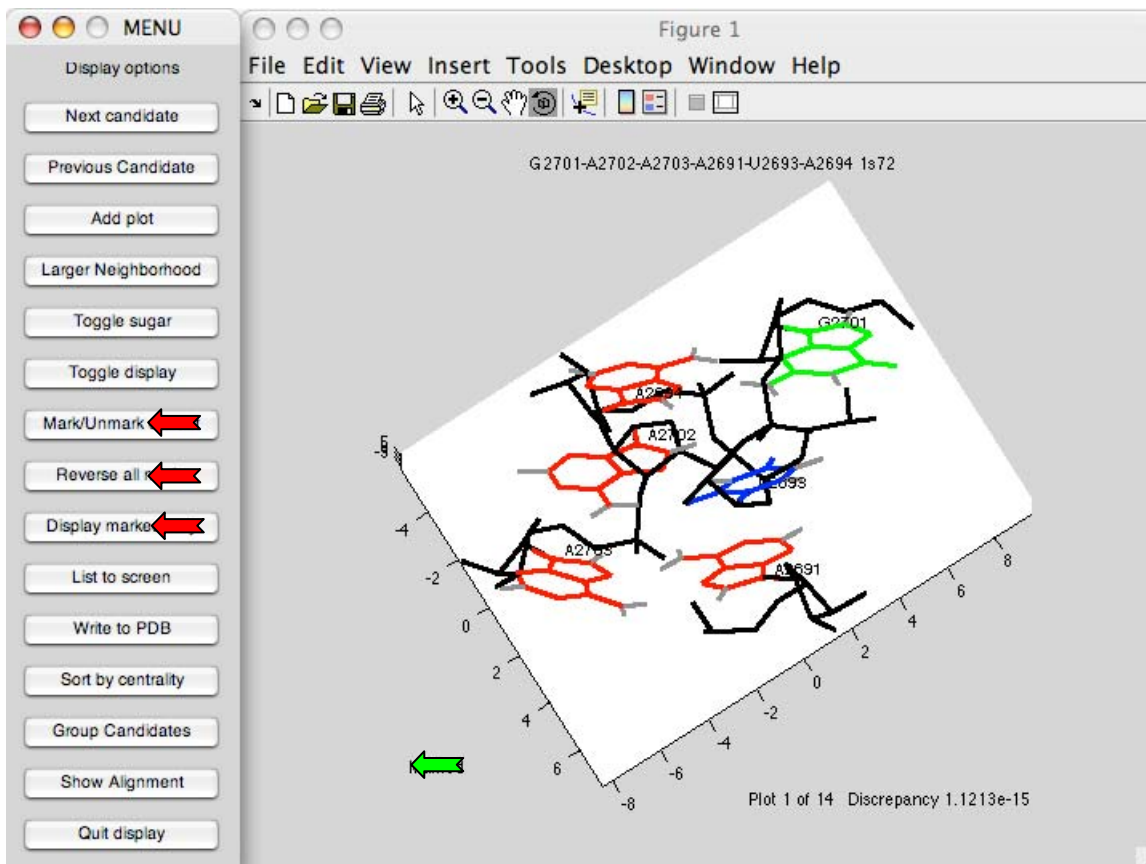 MENU
Display options
Next candidate
Previous Candidate
Add plot
Larger Neighborhood
Toggle sugar
Toggle display
Mark/Unmark
Reverse all
Display
List to screen
Write to PDB
Sort by centrality
Group Candidates
Show Alignment
Quit display
Figure 1
File Edit View Insert Tools Desktop Window Help
G2701-A2702-A2703-A2691-U2693-A2694 1s72
G2701
A2702
A2691
-4
-2
0
2
4
6
-8
-6
-4
-2
0
2
4
6
8
Plot 1 of 14 Discrepancy 1.1213e-15